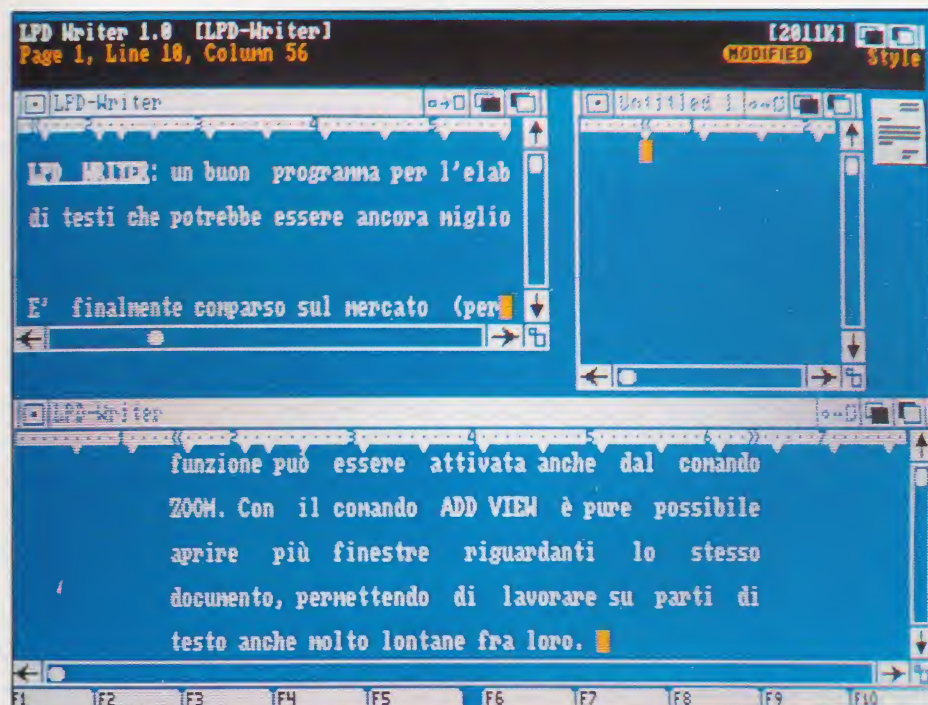 LPD Writer 1.0 [LPD-Writer] [2011K]
Page 1, Line 10, Column 56 MODIFIED Style
LPD-Writer
LPD WRITER: un buon programma per l'elab
di testi che potrebbe essere ancora miglio
E' finalmente comparso sul mercato (per
Untitled 1
LPD-Writer
funzione può essere attivata anche dal comando
ZOOM. Con il comando ADD VIEW è pure possibile
aprire più finestre riguardanti lo stesso
documento, permettendo di lavorare su parti di
testo anche molto lontane fra loro.
F1 F2 F3 F4 F5 F6 F7 F8 F9 F10